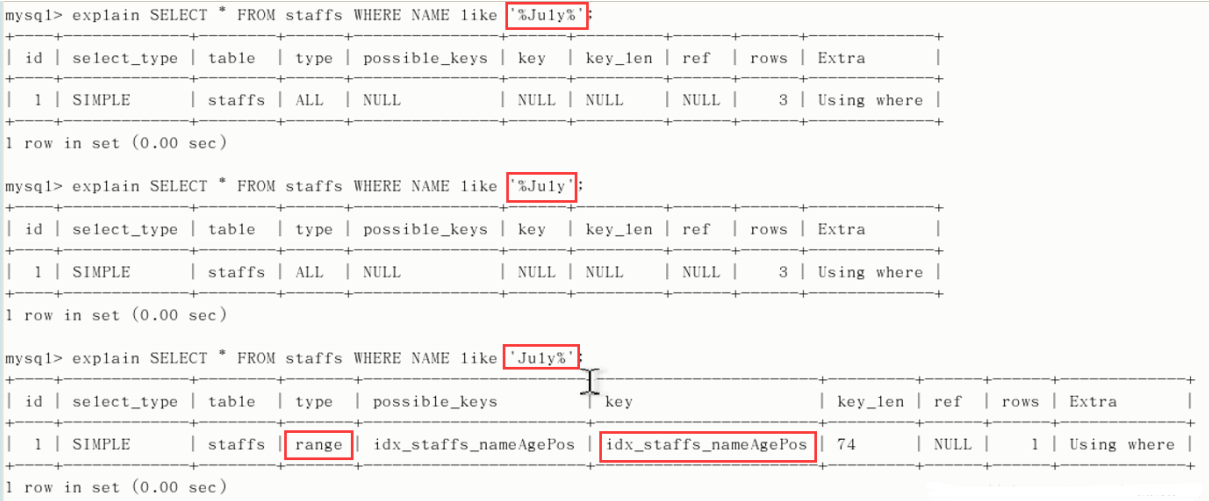 mysql> explain SELECT * FROM staffs WHERE NAME like '%July%';
+----+-------------+--------+------+---------------+------+---------+------+------+-------------+
| id | select_type | table | type | possible_keys | key | key_len | ref | rows | Extra |
+----+-------------+--------+------+---------------+------+---------+------+------+-------------+
| 1 | SIMPLE | staffs | ALL | NULL | NULL | NULL | NULL | 3 | Using where |
+----+-------------+--------+------+---------------+------+---------+------+------+-------------+
1 row in set (0.00 sec)
mysql> explain SELECT * FROM staffs WHERE NAME like '%July';
+----+-------------+--------+------+---------------+------+---------+------+------+-------------+
| id | select_type | table | type | possible_keys | key | key_len | ref | rows | Extra |
+----+-------------+--------+------+---------------+------+---------+------+------+-------------+
| 1 | SIMPLE | staffs | ALL | NULL | NULL | NULL | NULL | 3 | Using where |
+----+-------------+--------+------+---------------+------+---------+------+------+-------------+
1 row in set (0.00 sec)
mysql> explain SELECT * FROM staffs WHERE NAME like 'July%';
+----+-------------+--------+-------+-----------------------+-----------------------+---------+------+------+-------------+
| id | select_type | table | type | possible_keys | key | key_len | ref | rows | Extra |
+----+-------------+--------+-------+-----------------------+-----------------------+---------+------+------+-------------+
| 1 | SIMPLE | staffs | range | idx_staffs_nameAgePos | idx_staffs_nameAgePos | 74 | NULL | 1 | Using where |
+----+-------------+--------+-------+-----------------------+-----------------------+---------+------+------+-------------+
1 row in set (0.00 sec)